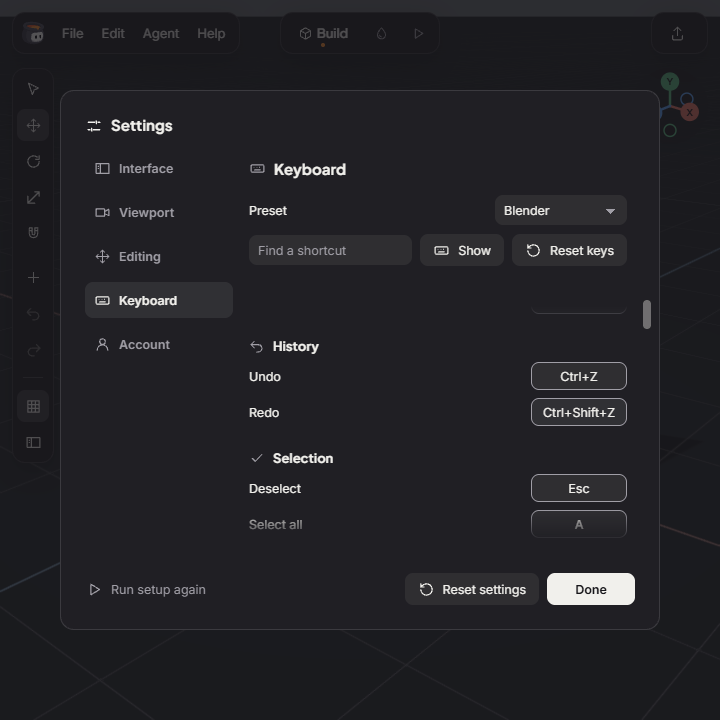 File Edit Agent Help
Build
Y
X
Settings
Interface
Viewport
Editing
Keyboard
Account
Keyboard
Preset
Blender
Find a shortcut
Show
Reset keys
History
Undo
Ctrl+Z
Redo
Ctrl+Shift+Z
Selection
Deselect
Esc
Select all
A
Run setup again
Reset settings
Done